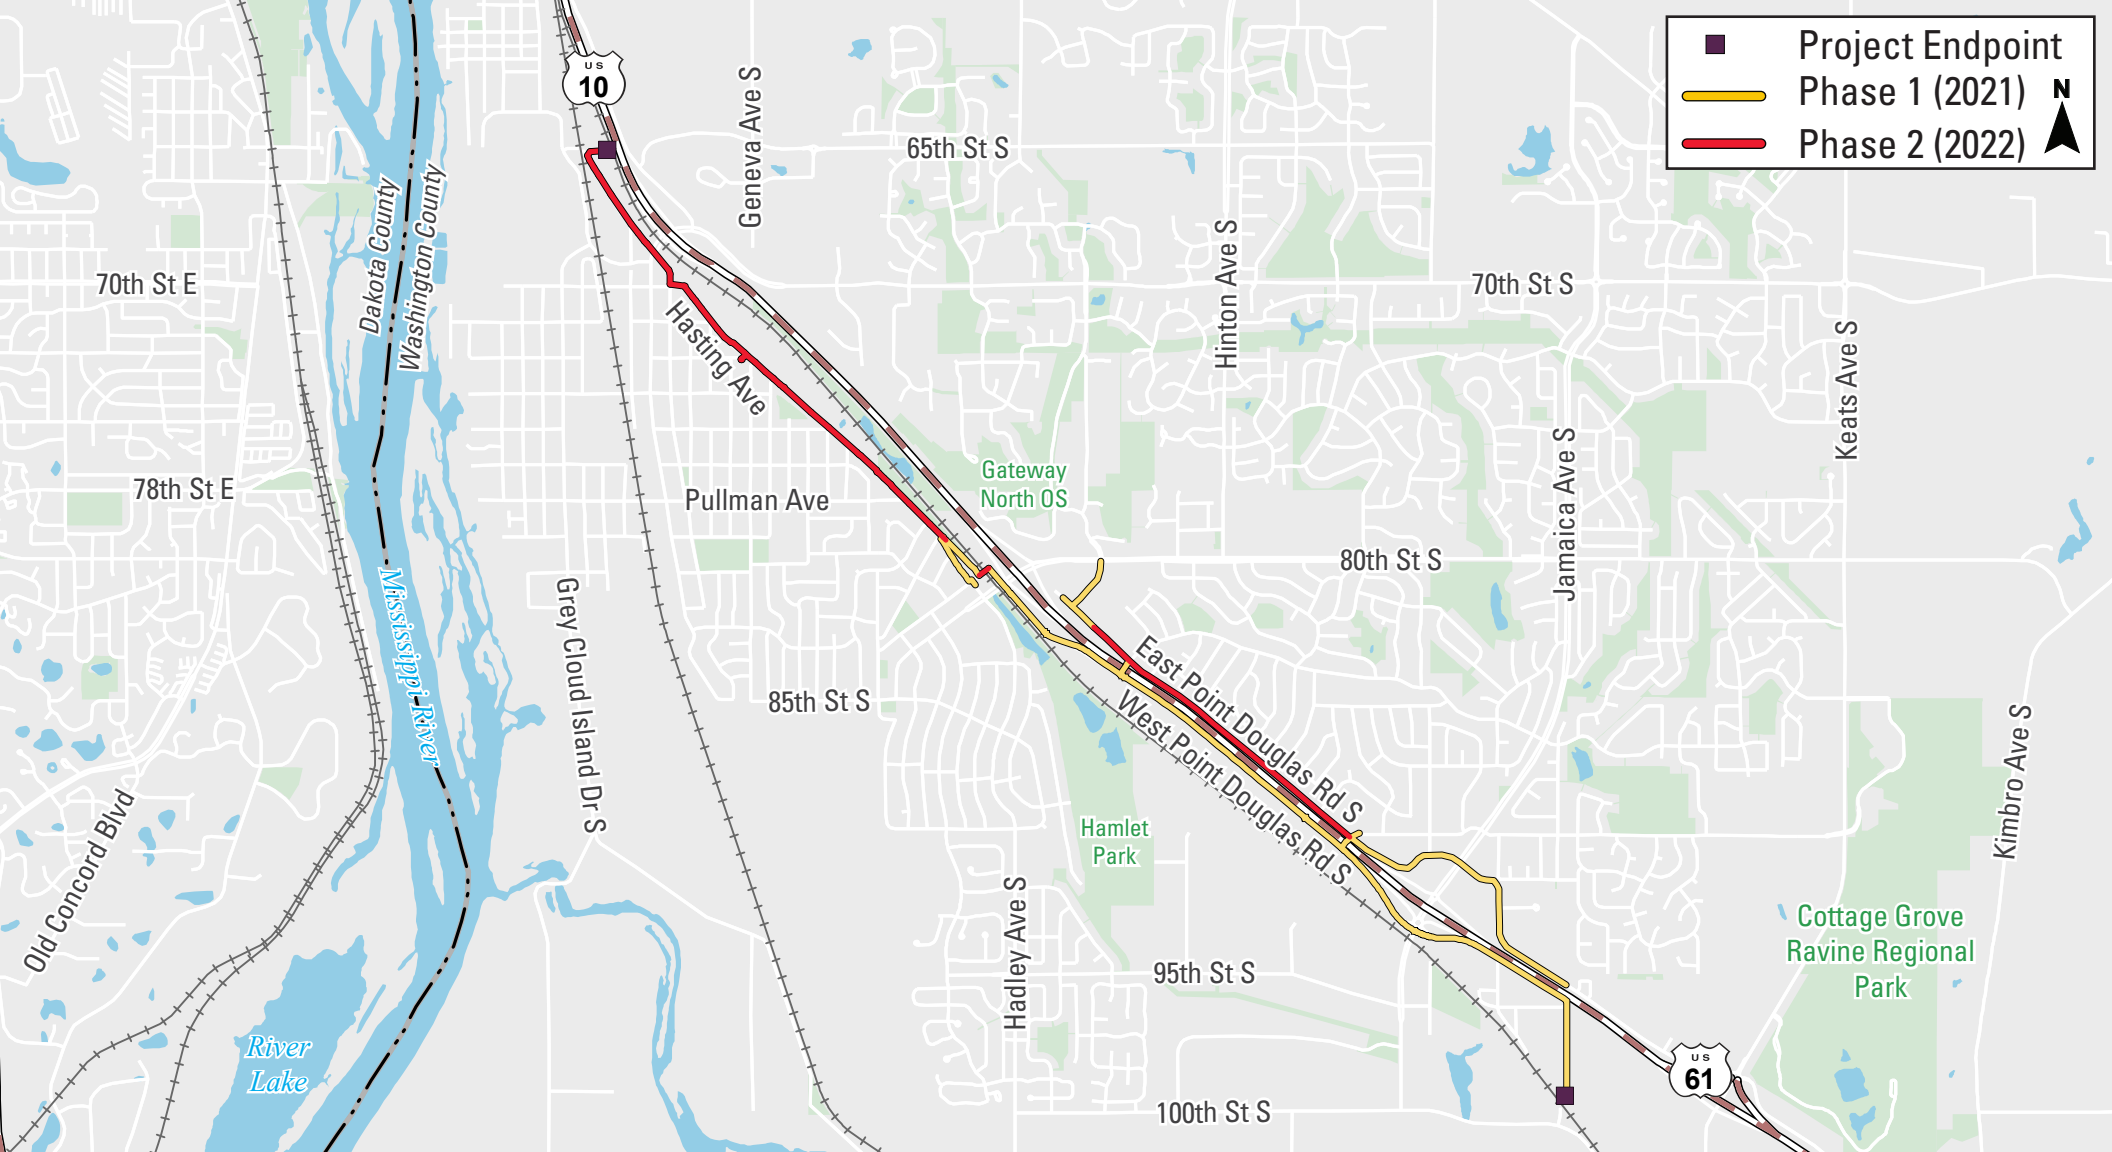 Project Endpoint
Phase 1 (2021)
Phase 2 (2022)
N
US
10
Geneva Ave S
65th St S
Dakota County
Washington County
70th St E
70th St S
Hinton Ave S
Hasting Ave
Keats Ave S
Gateway
North OS
78th St E
Pullman Ave
Jamaica Ave S
80th St S
Mississippi River
Grey Cloud Island Dr S
East Point Douglas Rd S
West Point Douglas Rd S
85th St S
Kimbro Ave S
Hamlet
Park
Old Concord Blvd
Hadley Ave S
Cottage Grove
Ravine Regional
Park
95th St S
River
Lake
US
61
100th St S